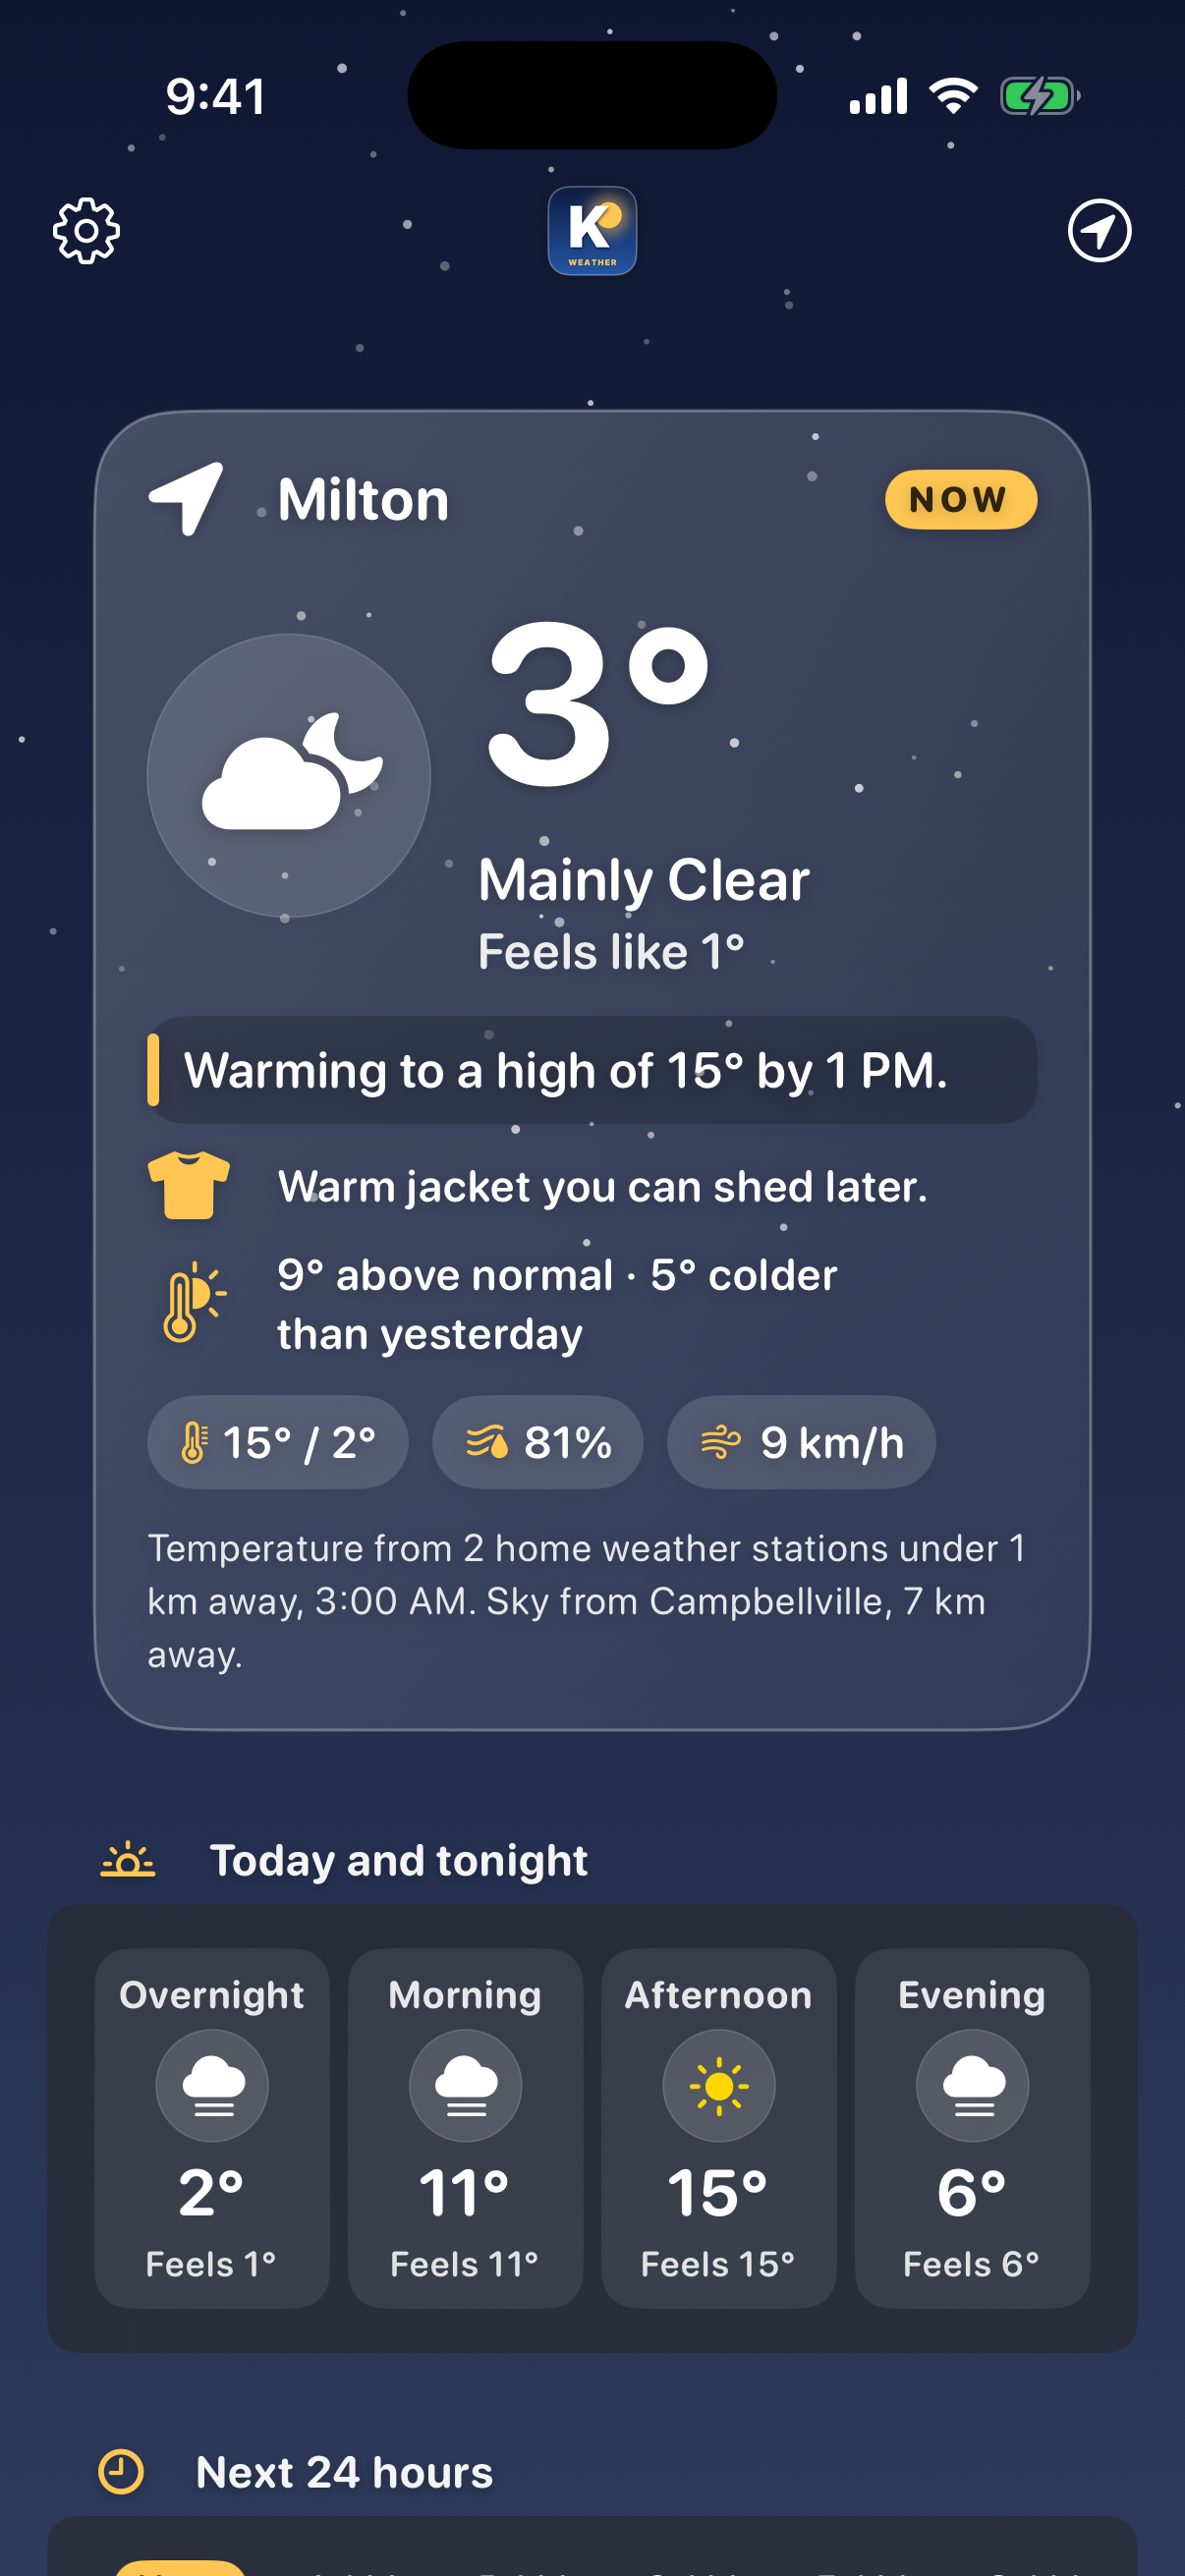 9:41
K
WEATHER
Milton
NOW
3°
Mainly Clear
Feels like 1°
Warming to a high of 15° by 1 PM.
Warm jacket you can shed later.
9° above normal · 5° colder
than yesterday
15° / 2°
81%
9 km/h
Temperature from 2 home weather stations under 1
km away, 3:00 AM. Sky from Campbellville, 7 km
away.
Today and tonight
Overnight
Morning
Afternoon
Evening
2°
11°
15°
6°
Feels 1°
Feels 11°
Feels 15°
Feels 6°
Next 24 hours